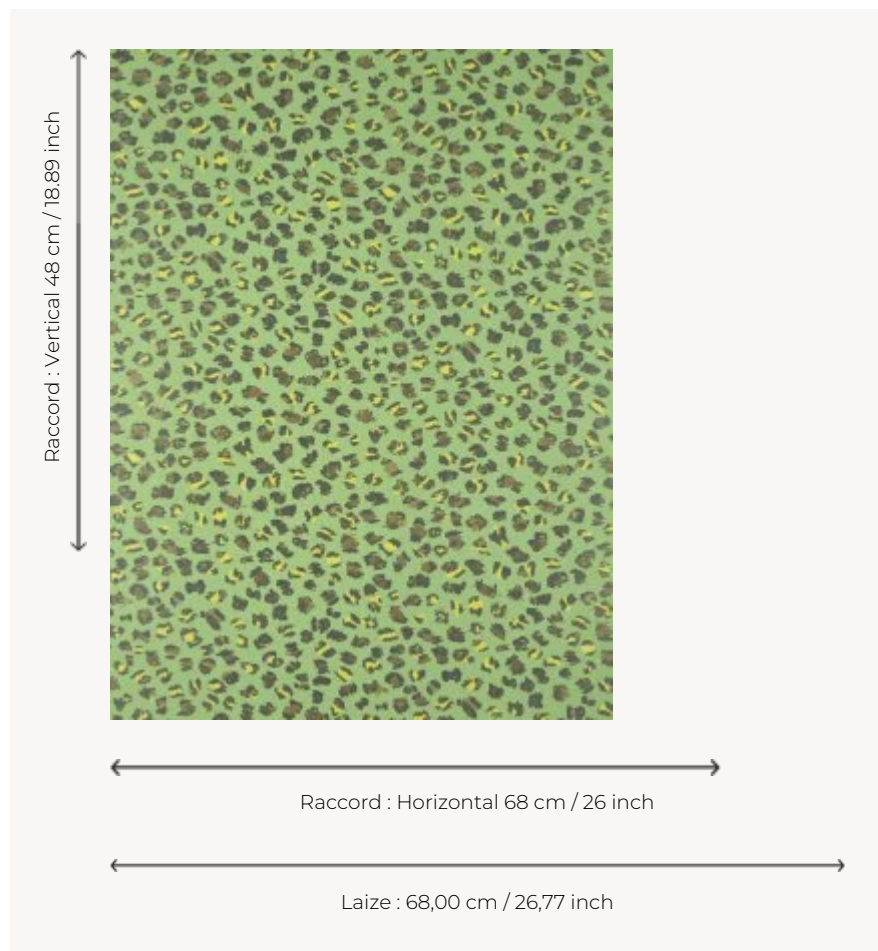 Raccord : Vertical 48 cm / 18.89 inch
Raccord : Horizontal 68 cm / 26 inch
Laize : 68,00 cm / 26,77 inch